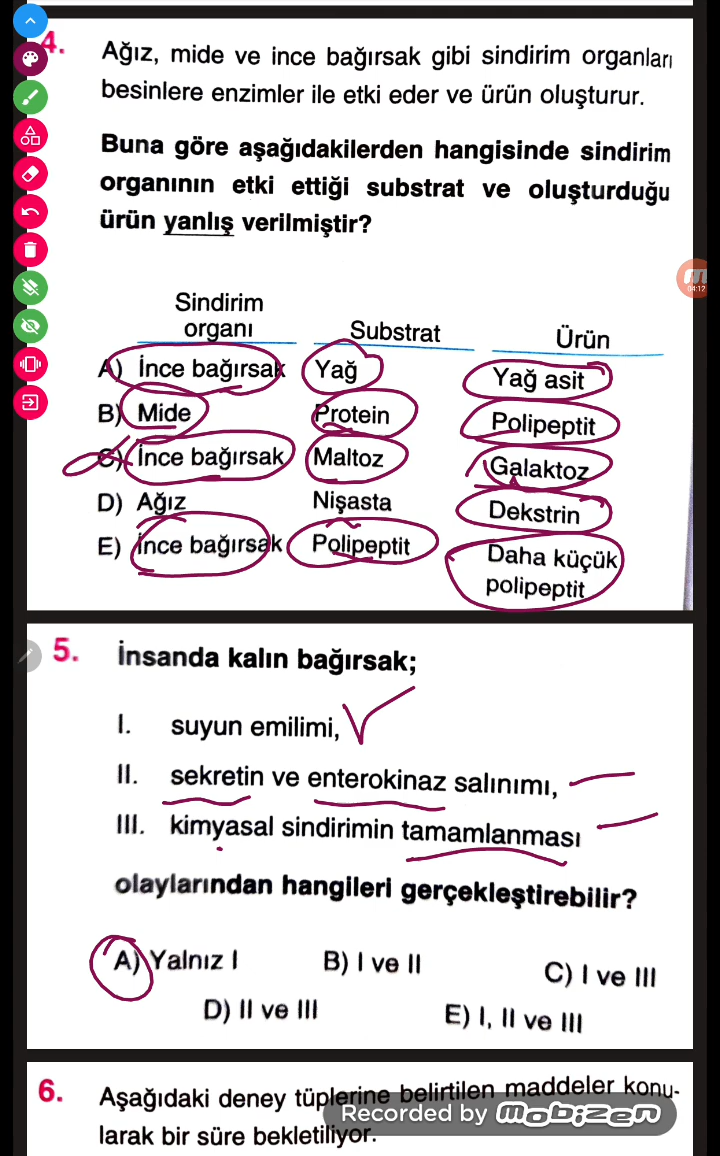 4. Ağız, mide ve ince bağırsak gibi sindirim organları
besinlere enzimler ile etki eder ve ürün oluşturur.
Buna göre aşağıdakilerden hangisinde sindirim
organının etki ettiği substrat ve oluşturduğu
ürün yanlış verilmiştir?
04:12
Sindirim
organı Substrat Ürün
A) İnce bağırsak Yağ Yağ asit
B) Mide Protein Polipeptit
C) İnce bağırsak Maltoz Galaktoz
D) Ağız Nişasta Dekstrin
E) İnce bağırsak Polipeptit Daha küçük
polipeptit
5. İnsanda kalın bağırsak;
I. suyun emilimi,
II. sekretin ve enterokinaz salınımı,
III. kimyasal sindirimin tamamlanması
olaylarından hangileri gerçekleştirebilir?
A) Yalnız I B) I ve II C) I ve III
D) II ve III E) I, II ve III
6. Aşağıdaki deney tüplerine belirtilen maddeler konu-
larak bir süre bekletiliyor.
Recorded by Mobizen